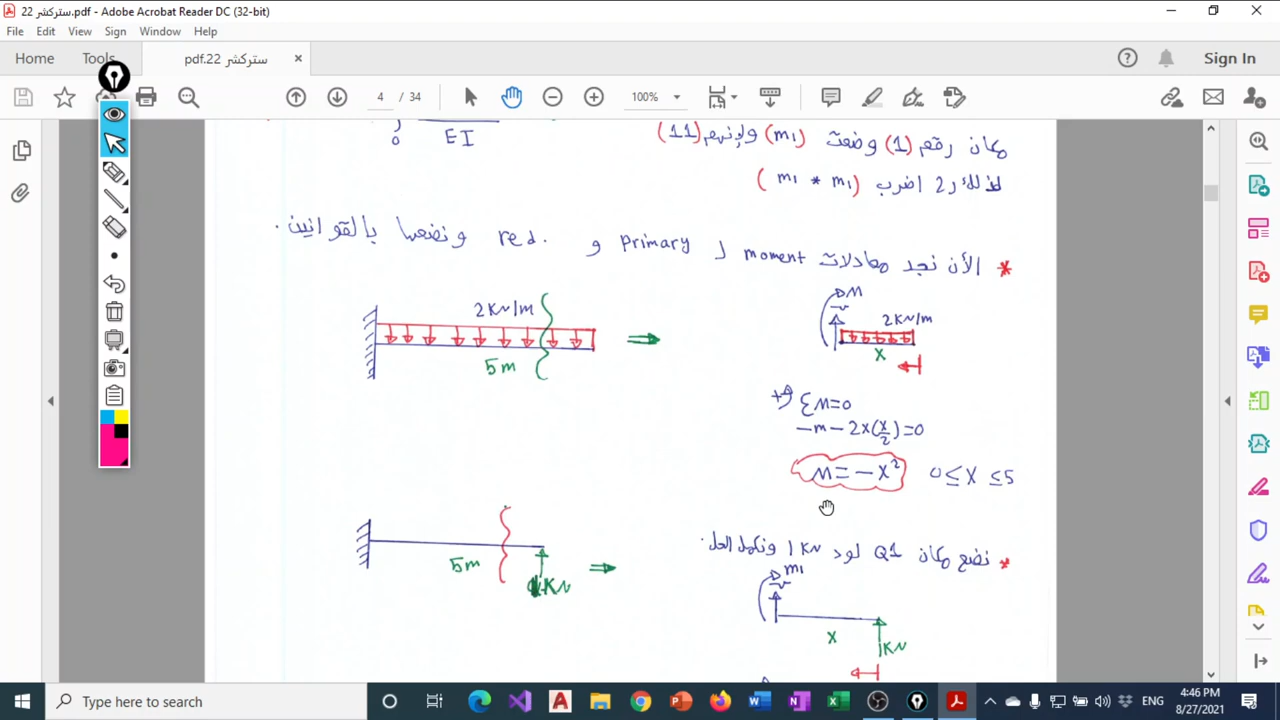 ستركشر 22.pdf - Adobe Acrobat Reader DC (32-bit)
File Edit View Sign Window Help
Home Tools ستركشر 22.pdf × Sign In
4 / 34 100%
0 EI
مكان رقم (1) وضعت (m1) ولإنهم (11)
لذلك اضرب (m1 * m1)
* الأن نجد معادلات moment لـ primary و red. ونضعها بالقوانين.
2KN/m
5m
M
v
2KN/m
x
+ ΣM=0
-m-2x(x/2)=0
M=-x² 0≤X≤5
* نضع مكان Q1 لود 1KN ونكمل الحل.
5m
1KN
m1
v
x
1KN
Type here to search
ENG
4:46 PM
8/27/2021